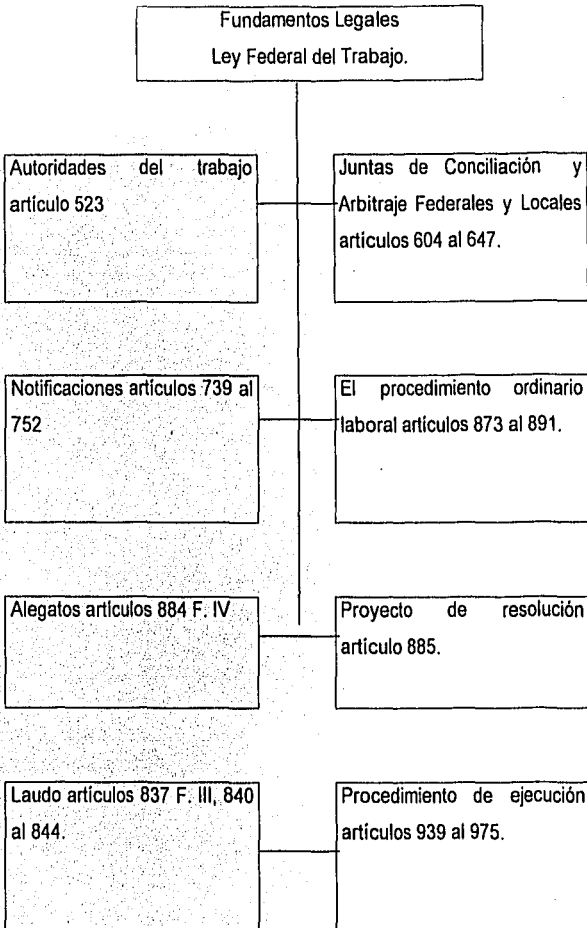 Fundamentos Legales
Ley Federal del Trabajo.
Autoridades del trabajo
artículo 523
Juntas de Conciliación y
Arbitraje Federales y Locales
artículos 604 al 647.
Notificaciones artículos 739 al
752
El procedimiento ordinario
laboral artículos 873 al 891.
Alegatos artículos 884 F. IV
Proyecto de resolución
artículo 885.
Laudo artículos 837 F. III, 840
al 844.
Procedimiento de ejecución
artículos 939 al 975.